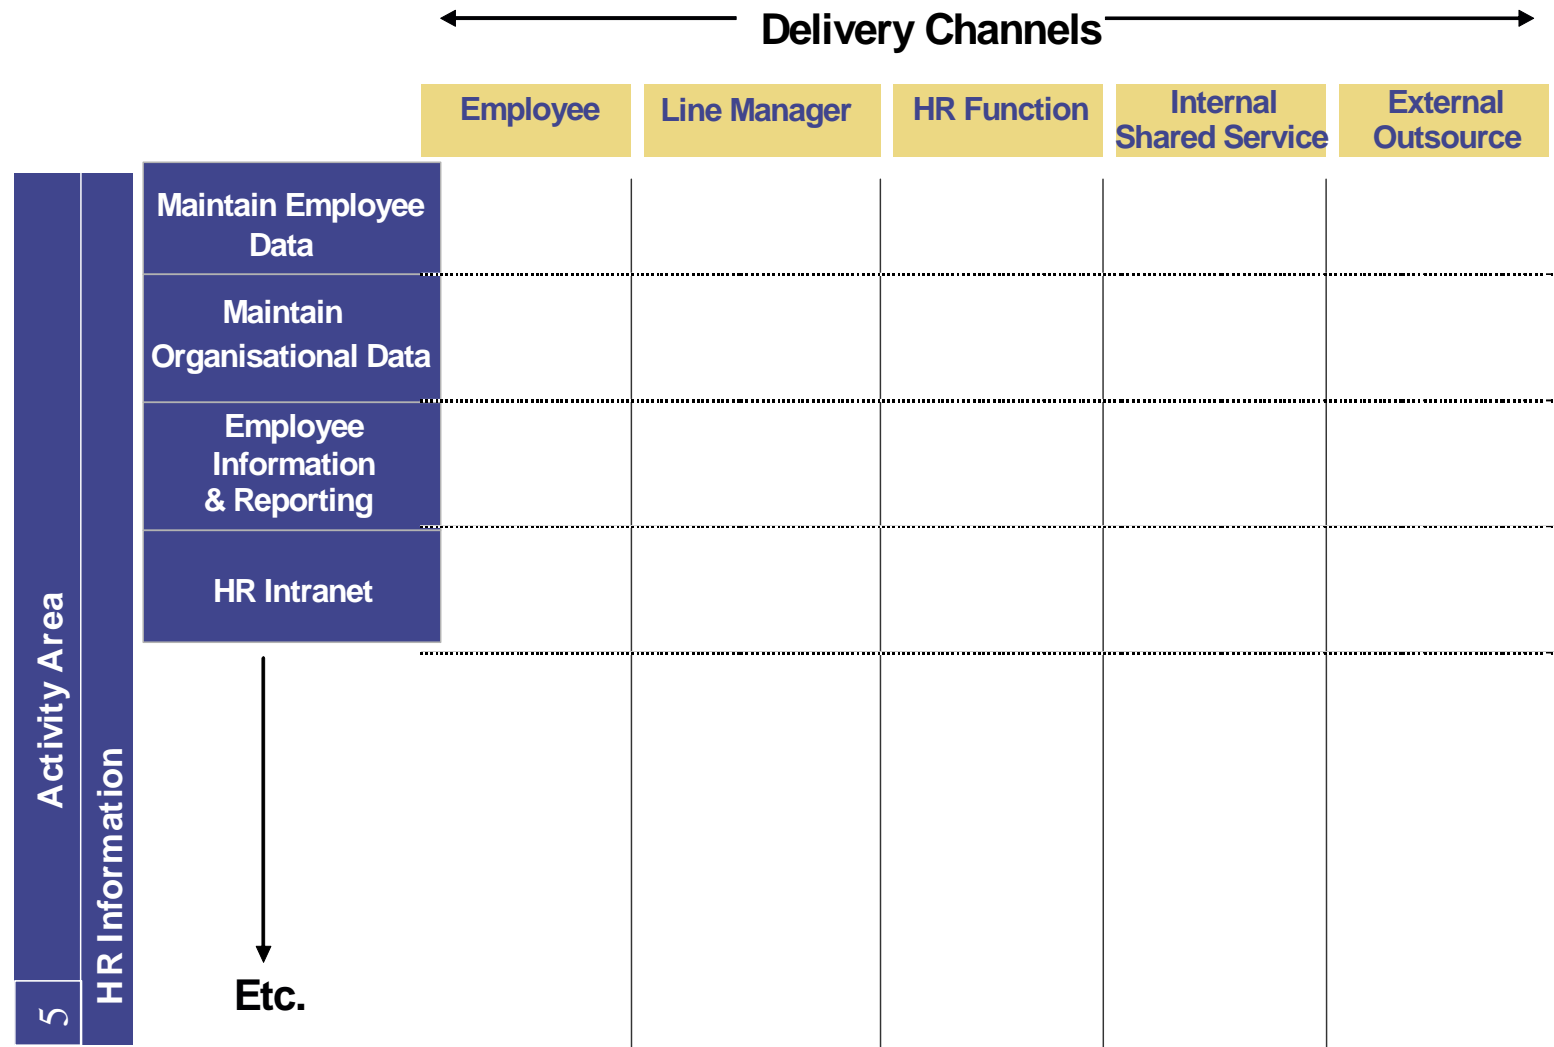 Delivery Channels
Employee
Line Manager
HR Function
Internal
Shared Service
External
Outsource
Maintain Employee
Data
Maintain
Organisational Data
Employee
Information
& Reporting
HR Intranet
Etc.
Activity Area
HR Information
5